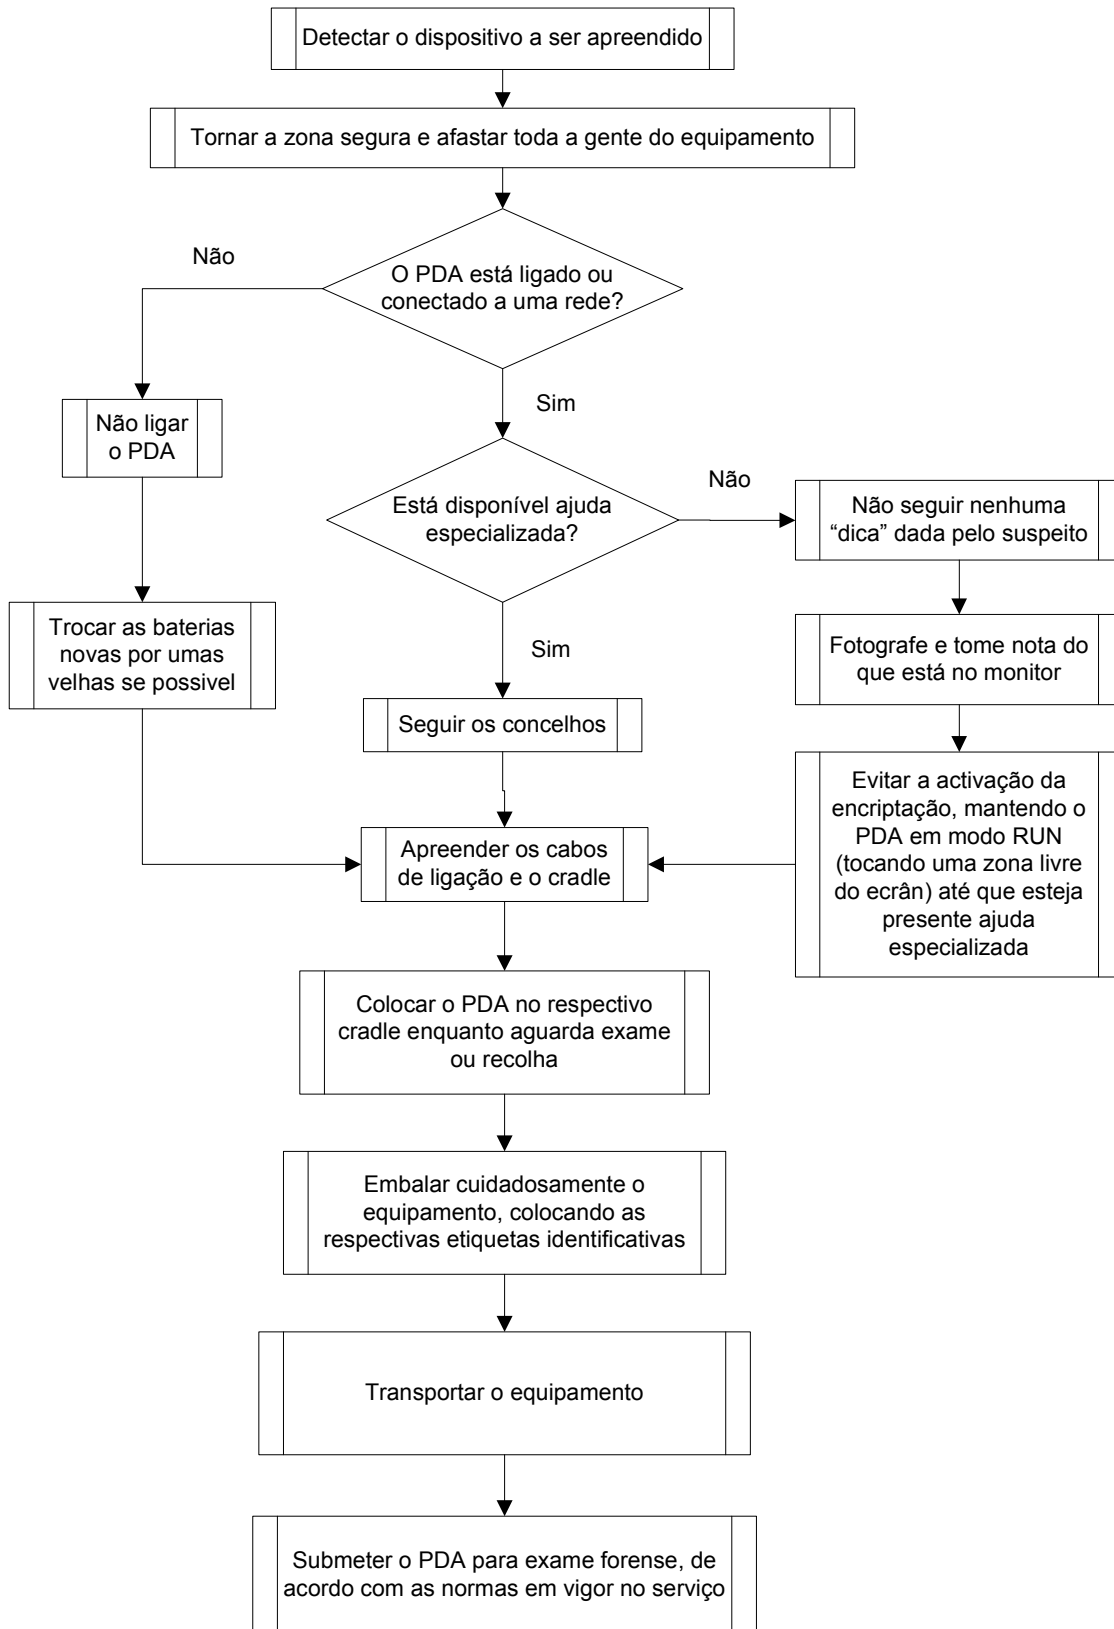 Detectar o dispositivo a ser apreendido
Tornar a zona segura e afastar toda a gente do equipamento
Não
O PDA está ligado ou
conectado a uma rede?
Sim
Não ligar
o PDA
Está disponível ajuda
especializada?
Não
Não seguir nenhuma
“dica” dada pelo suspeito
Trocar as baterias
novas por umas
velhas se possivel
Sim
Fotografe e tome nota do
que está no monitor
Seguir os concelhos
Evitar a activação da
encriptação, mantendo o
PDA em modo RUN
(tocando uma zona livre
do ecrân) até que esteja
presente ajuda
especializada
Apreender os cabos
de ligação e o cradle
Colocar o PDA no respectivo
cradle enquanto aguarda exame
ou recolha
Embalar cuidadosamente o
equipamento, colocando as
respectivas etiquetas identificativas
Transportar o equipamento
Submeter o PDA para exame forense, de
acordo com as normas em vigor no serviço